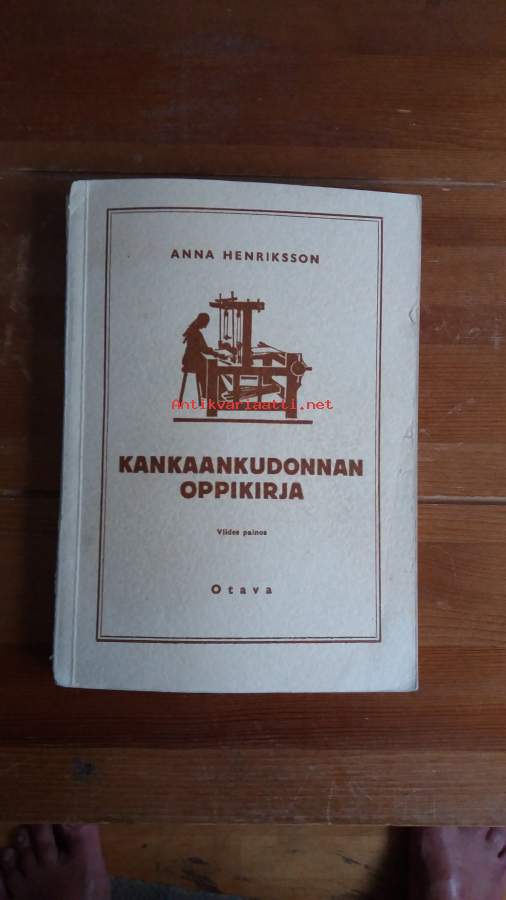 ANNA HENRIKSSON
Antikvariaatti.net
KANKAANKUDONNAN
OPPIKIRJA
Viides painos
Otava